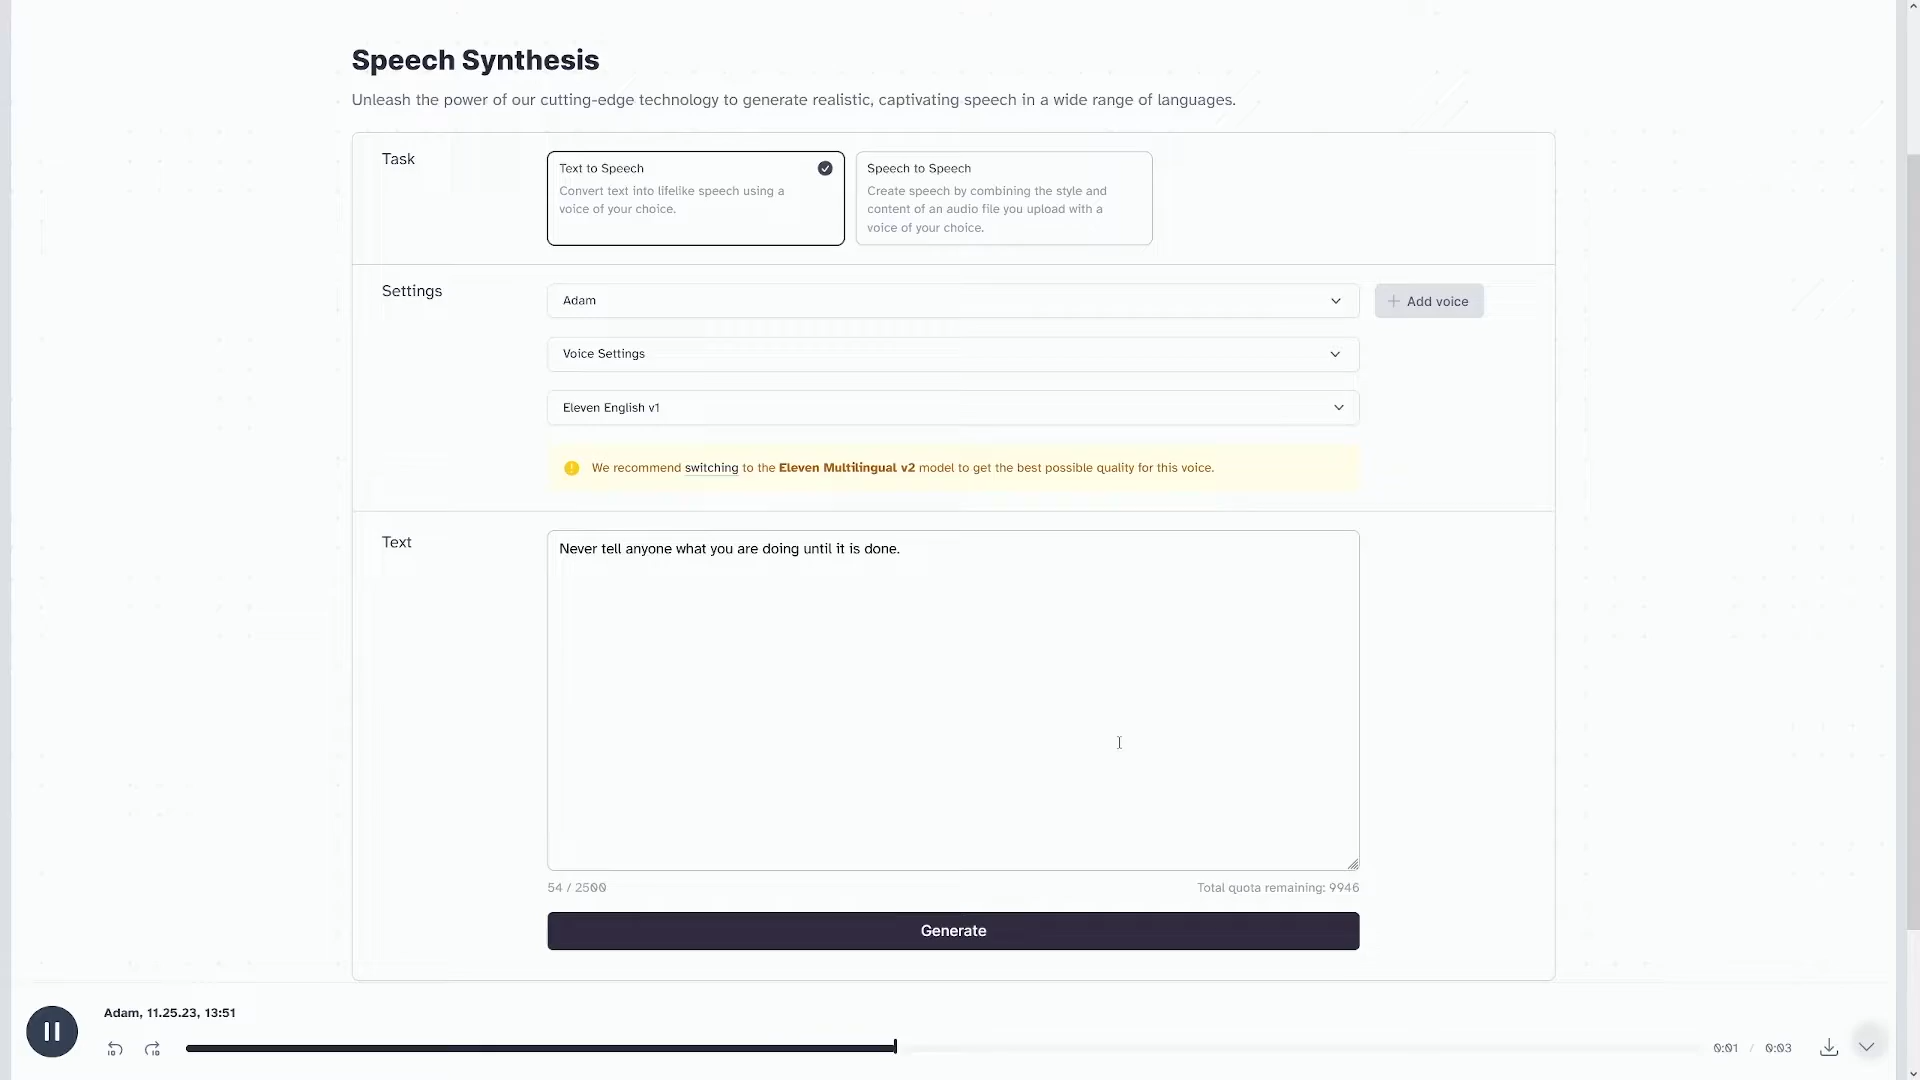 Speech Synthesis
Unleash the power of our cutting-edge technology to generate realistic, captivating speech in a wide range of languages.
Task
Text to Speech
Convert text into lifelike speech using a
voice of your choice.
Speech to Speech
Create speech by combining the style and
content of an audio file you upload with a
voice of your choice.
Settings
Adam
Add voice
Voice Settings
Eleven English v1
We recommend switching to the Eleven Multilingual v2 model to get the best possible quality for this voice.
Text
Never tell anyone what you are doing until it is done.
54 / 2500
Total quota remaining: 9946
Generate
Adam, 11.25.23, 13:51
10
10
0:01 / 0:03